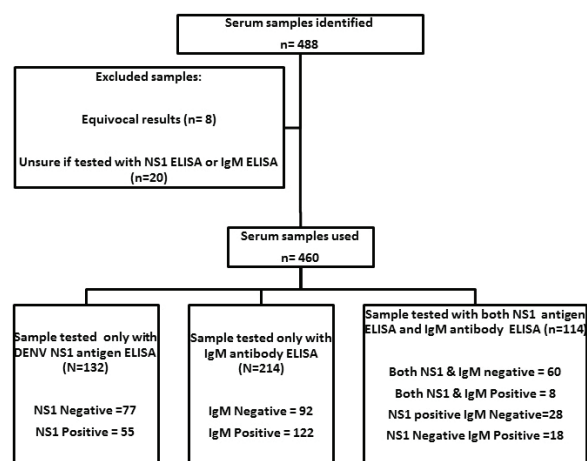 Serum samples identified
n= 488
Excluded samples:
Equivocal results (n= 8)
Unsure if tested with NS1 ELISA or IgM ELISA
(n=20)
Serum samples used
n= 460
Sample tested only with
DENV NS1 antigen ELISA
(N=132)
NS1 Negative =77
NS1 Positive = 55
Sample tested only with
IgM antibody ELISA
(N=214)
IgM Negative = 92
IgM Positive = 122
Sample tested with both NS1 antigen
ELISA and IgM antibody ELISA (n=114)
Both NS1 & IgM negative = 60
Both NS1 & IgM Positive = 8
NS1 positive IgM Negative=28
NS1 Negative IgM Positive=18